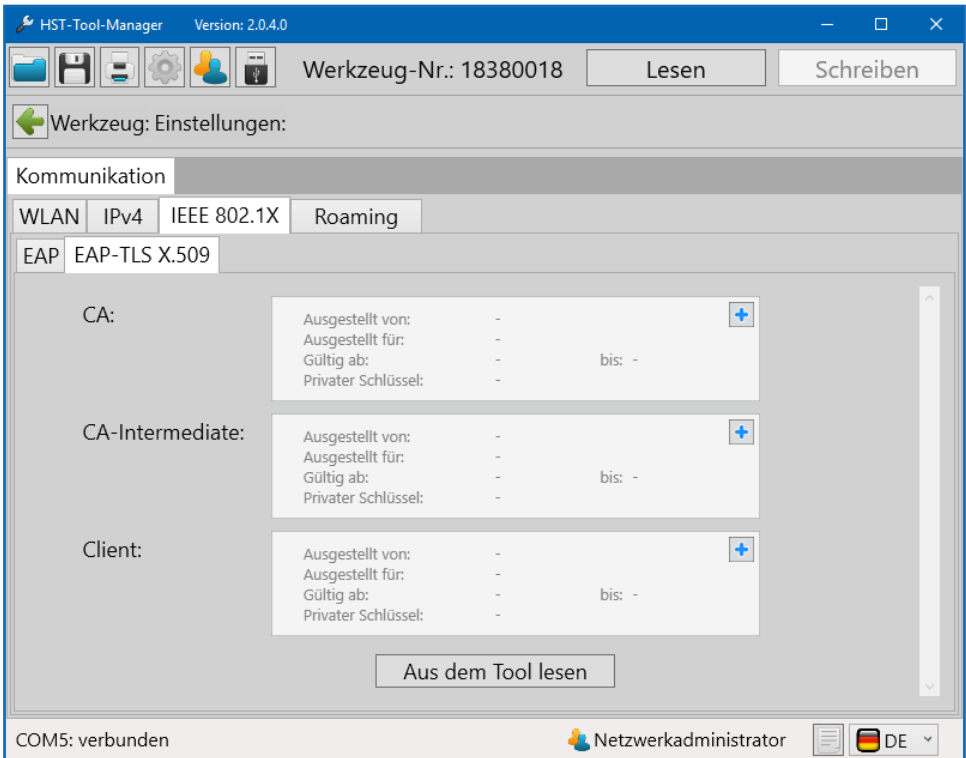 HST-Tool-Manager Version: 2.0.4.0
Werkzeug-Nr.: 18380018 Lesen Schreiben
Werkzeug: Einstellungen:
Kommunikation
WLAN IPv4 IEEE 802.1X Roaming
EAP EAP-TLS X.509
CA:
Ausgestellt von: -
Ausgestellt für: -
Gültig ab: - bis: -
Privater Schlüssel: -
CA-Intermediate:
Ausgestellt von: -
Ausgestellt für: -
Gültig ab: - bis: -
Privater Schlüssel: -
Client:
Ausgestellt von: -
Ausgestellt für: -
Gültig ab: - bis: -
Privater Schlüssel: -
Aus dem Tool lesen
COM5: verbunden Netzwerkadministrator DE